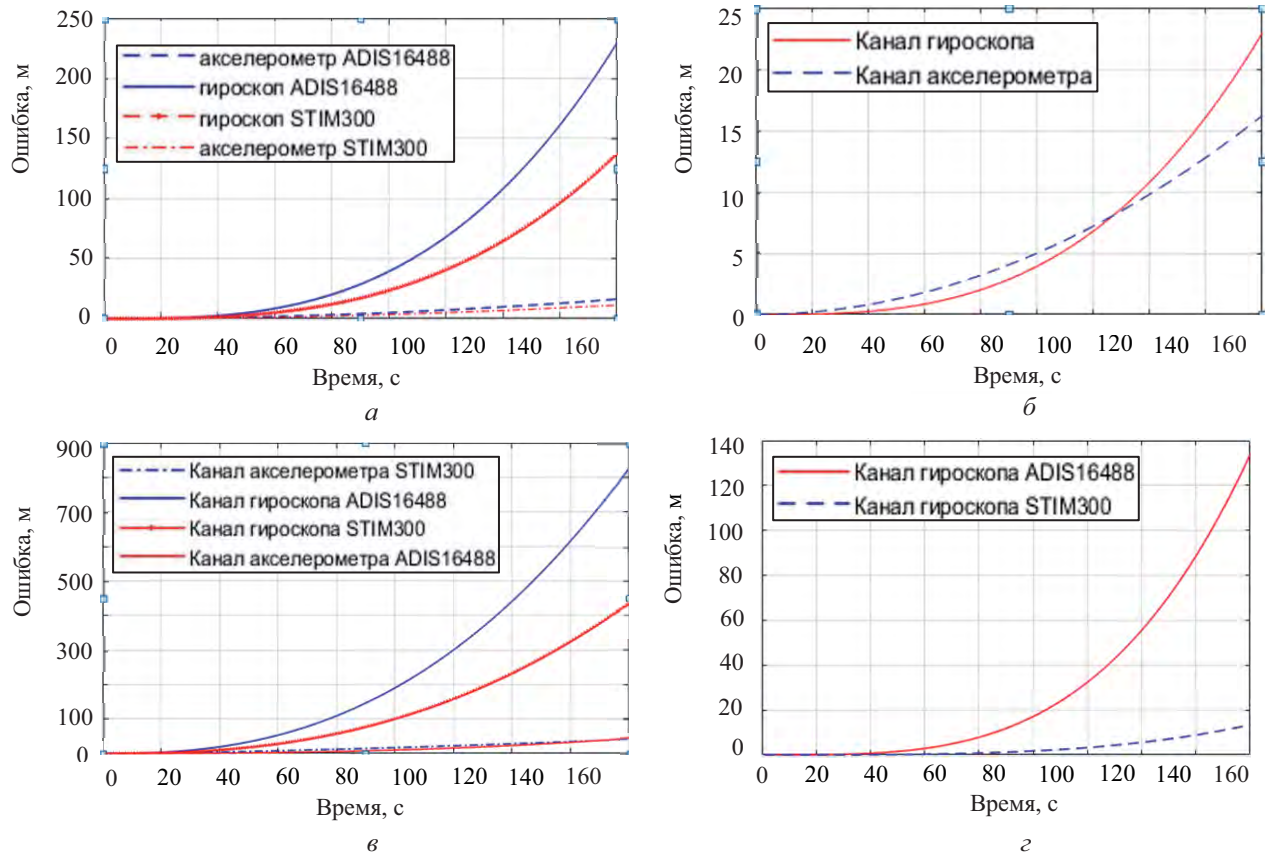 250
200
150
100
50
0
Ошибка, м
акселерометр ADIS16488
гироскоп ADIS16488
гироскоп STIM300
акселерометр STIM300
0 20 40 60 80 100 120 140 160
Время, с
а
25
20
15
10
5
0
Ошибка, м
Канал гироскопа
Канал акселерометра
0 20 40 60 80 100 120 140 160
Время, с
б
900
700
500
300
100
0
Ошибка, м
Канал акселерометра STIM300
Канал гироскопа ADIS16488
Канал гироскопа STIM300
Канал акселерометра ADIS16488
0 20 40 60 80 100 120 140 160
Время, с
в
140
120
100
80
60
40
20
0
Ошибка, м
Канал гироскопа ADIS16488
Канал гироскопа STIM300
0 20 40 60 80 100 120 140 160
Время, с
г